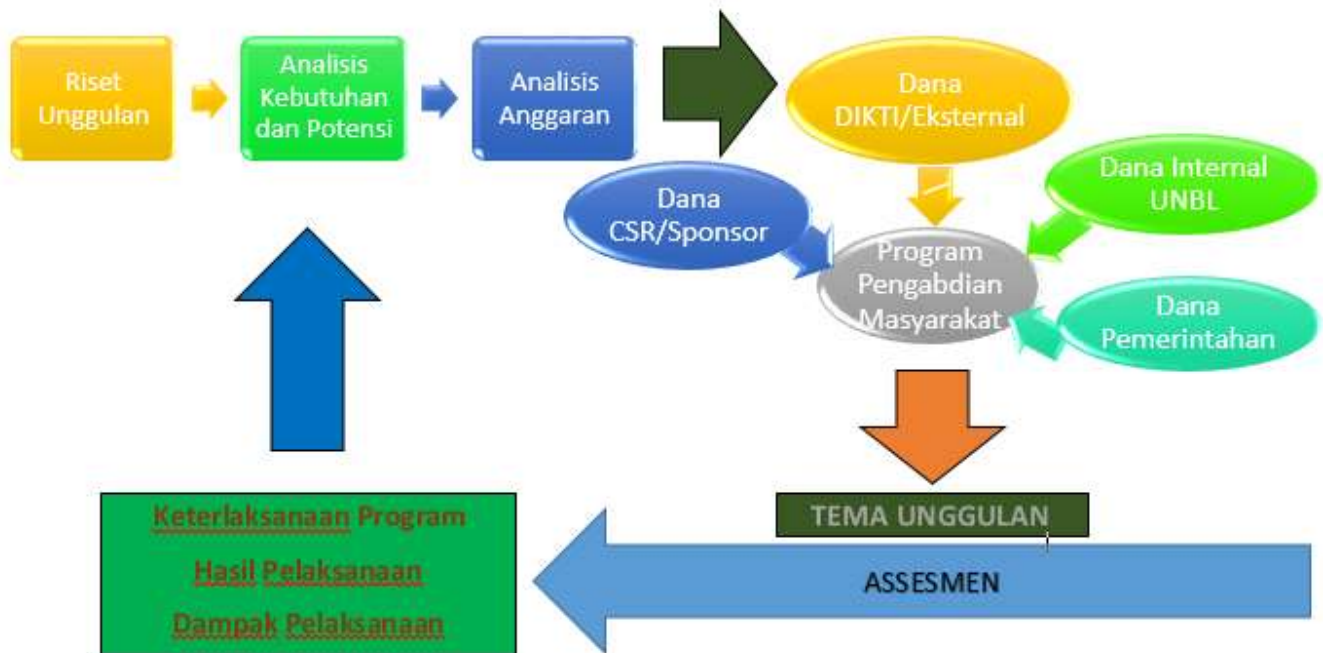 Riset
Unggulan
Analisis
Kebutuhan
dan Potensi
Analisis
Anggaran
Dana
DIKTI/Eksternal
Dana
CSR/Sponsor
Dana Internal
UNBL
Program
Pengabdian
Masyarakat
Dana
Pemerintahan
TEMA UNGGULAN
ASSESMEN
Keterlaksanaan Program
Hasil Pelaksanaan
Dampak Pelaksanaan